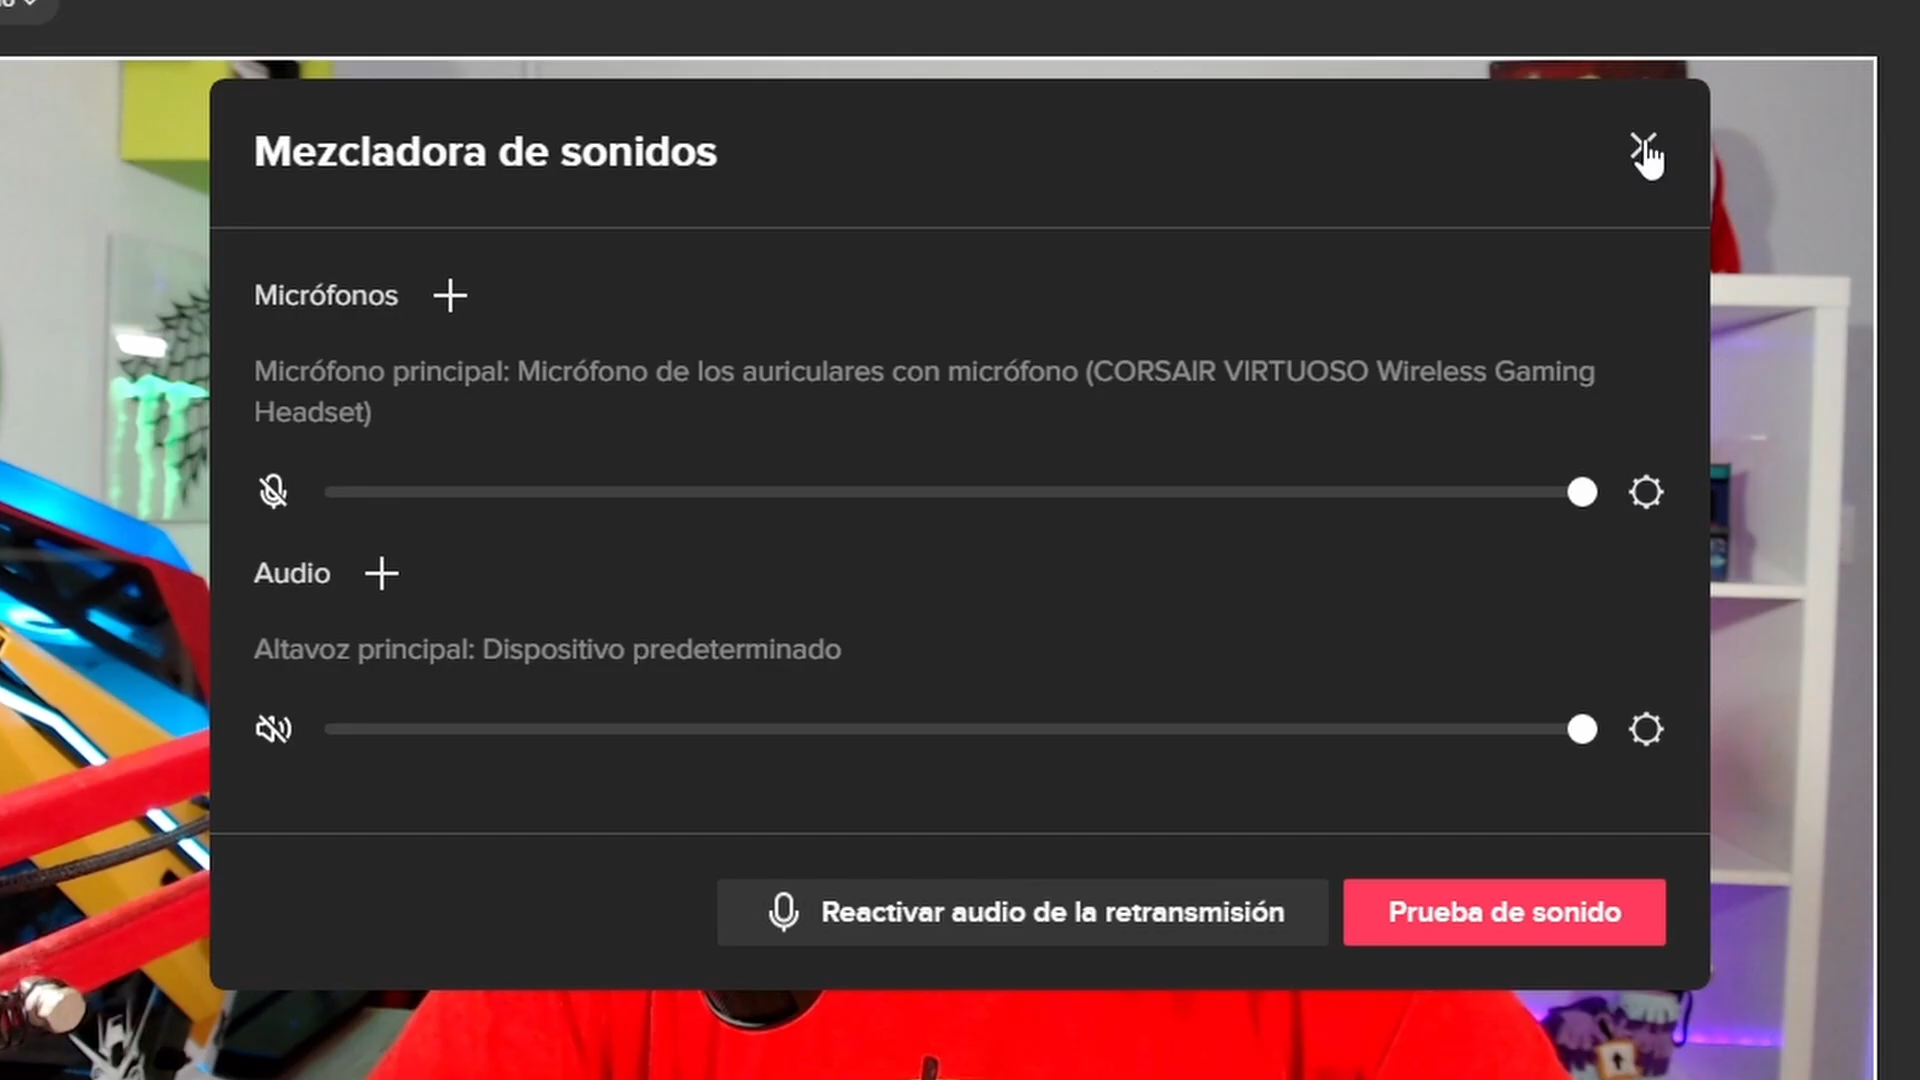 Mezcladora de sonidos
Micrófonos
Micrófono principal: Micrófono de los auriculares con micrófono (CORSAIR VIRTUOSO Wireless Gaming
Headset)
Audio
Altavoz principal: Dispositivo predeterminado
Reactivar audio de la retransmisión
Prueba de sonido